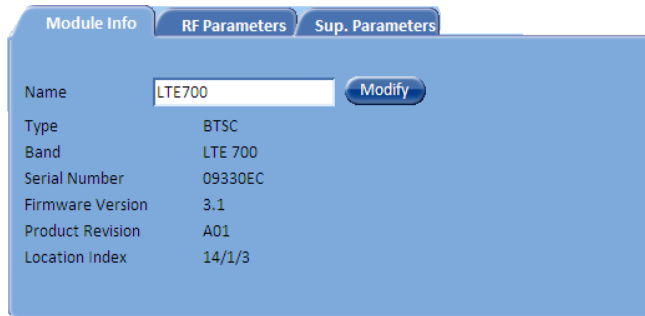 Module Info RF Parameters Sup. Parameters
Name LTE700 Modify
Type BTSC
Band LTE 700
Serial Number 09330EC
Firmware Version 3.1
Product Revision A01
Location Index 14/1/3